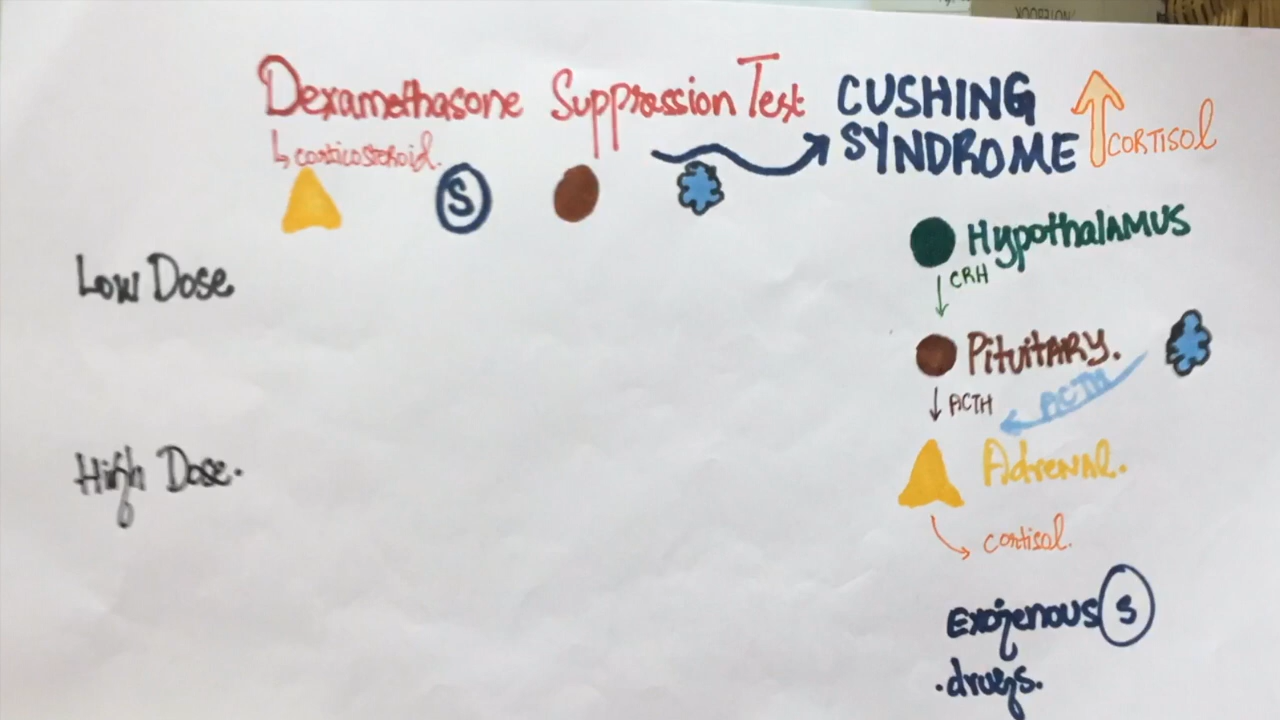 NOTEBOOK
Dexamethasone Suppression Test
CUSHING
SYNDROME
CORTISOL
↳ corticosteroid.
S
Low Dose
High Dose.
HypothalAMUS
CRH
PituitARY.
ACTH
ACTH
AdreNAL.
cortisol.
Exogenous S
.drugs.